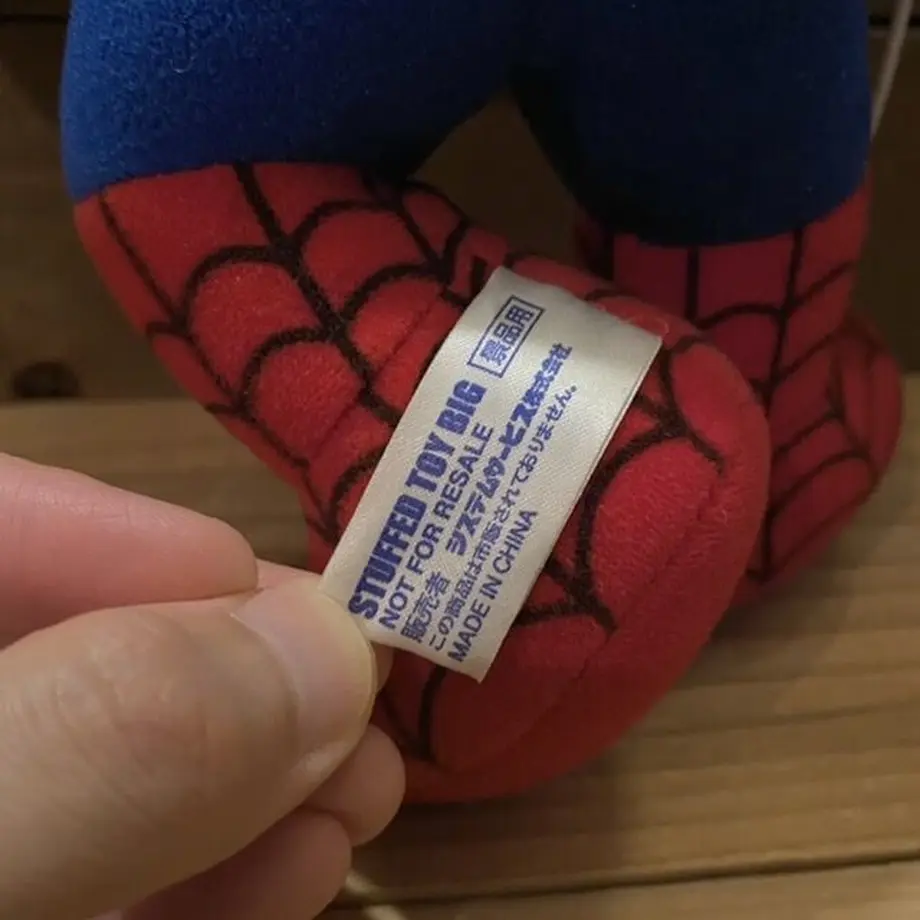 景品用
STUFFED TOY BIG
NOT FOR RESALE
販売者 システムサービス株式会社
この商品は市販されておりません。
MADE IN CHINA